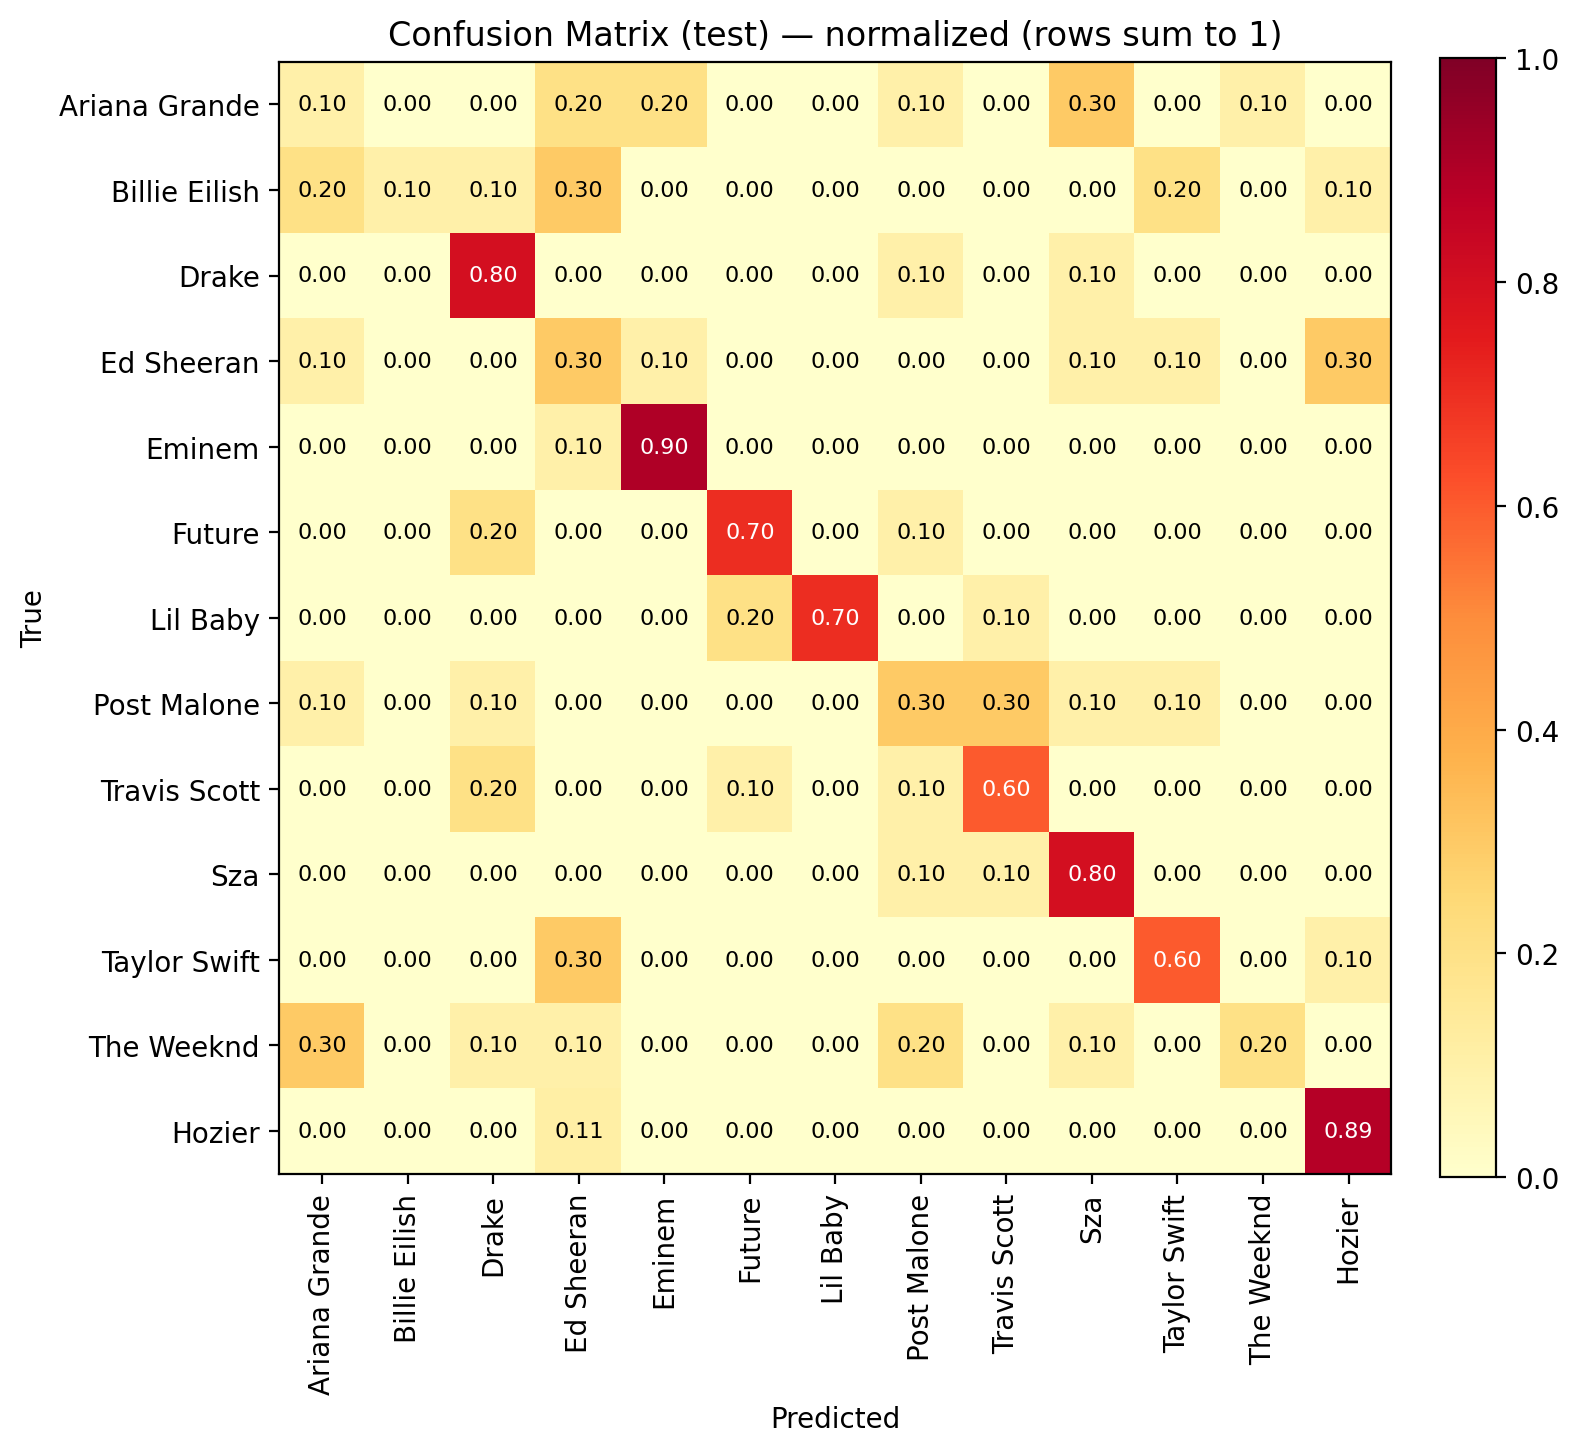 Confusion Matrix (test) — normalized (rows sum to 1)
True
Ariana Grande 0.10 0.00 0.00 0.20 0.20 0.00 0.00 0.10 0.00 0.30 0.00 0.10 0.00
Billie Eilish 0.20 0.10 0.10 0.30 0.00 0.00 0.00 0.00 0.00 0.00 0.20 0.00 0.10
Drake 0.00 0.00 0.80 0.00 0.00 0.00 0.00 0.10 0.00 0.10 0.00 0.00 0.00
Ed Sheeran 0.10 0.00 0.00 0.30 0.10 0.00 0.00 0.00 0.00 0.10 0.10 0.00 0.30
Eminem 0.00 0.00 0.00 0.10 0.90 0.00 0.00 0.00 0.00 0.00 0.00 0.00 0.00
Future 0.00 0.00 0.20 0.00 0.00 0.70 0.00 0.10 0.00 0.00 0.00 0.00 0.00
Lil Baby 0.00 0.00 0.00 0.00 0.00 0.20 0.70 0.00 0.10 0.00 0.00 0.00 0.00
Post Malone 0.10 0.00 0.10 0.00 0.00 0.00 0.00 0.30 0.30 0.10 0.10 0.00 0.00
Travis Scott 0.00 0.00 0.20 0.00 0.00 0.10 0.00 0.10 0.60 0.00 0.00 0.00 0.00
Sza 0.00 0.00 0.00 0.00 0.00 0.00 0.00 0.10 0.10 0.80 0.00 0.00 0.00
Taylor Swift 0.00 0.00 0.00 0.30 0.00 0.00 0.00 0.00 0.00 0.00 0.60 0.00 0.10
The Weeknd 0.30 0.00 0.10 0.10 0.00 0.00 0.00 0.20 0.00 0.10 0.00 0.20 0.00
Hozier 0.00 0.00 0.00 0.11 0.00 0.00 0.00 0.00 0.00 0.00 0.00 0.00 0.89
Ariana Grande
Billie Eilish
Drake
Ed Sheeran
Eminem
Future
Lil Baby
Post Malone
Travis Scott
Sza
Taylor Swift
The Weeknd
Hozier
Predicted
1.0
0.8
0.6
0.4
0.2
0.0